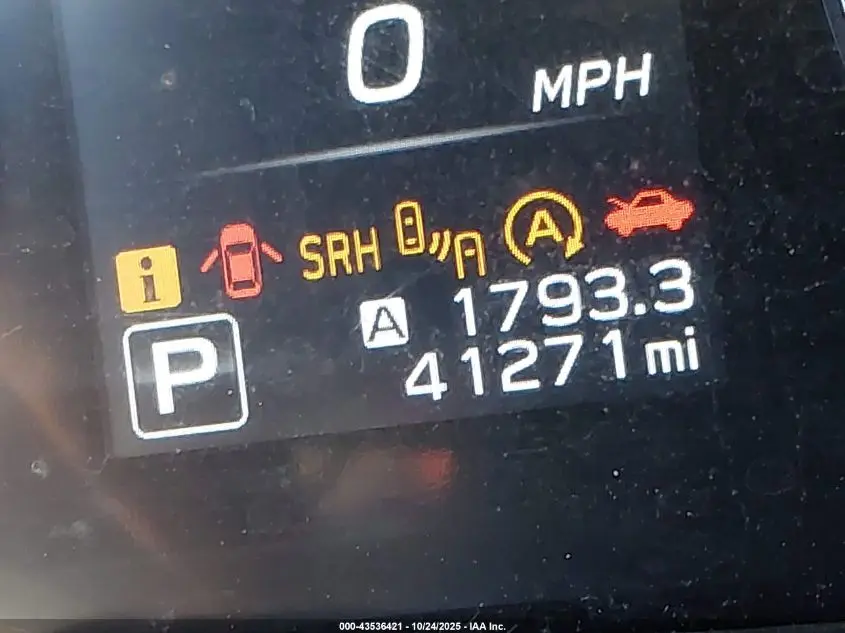 0
MPH
i SRH A
A 1793.3
P 41271 mi
000-43536421 - 10/24/2025 - IAA Inc.